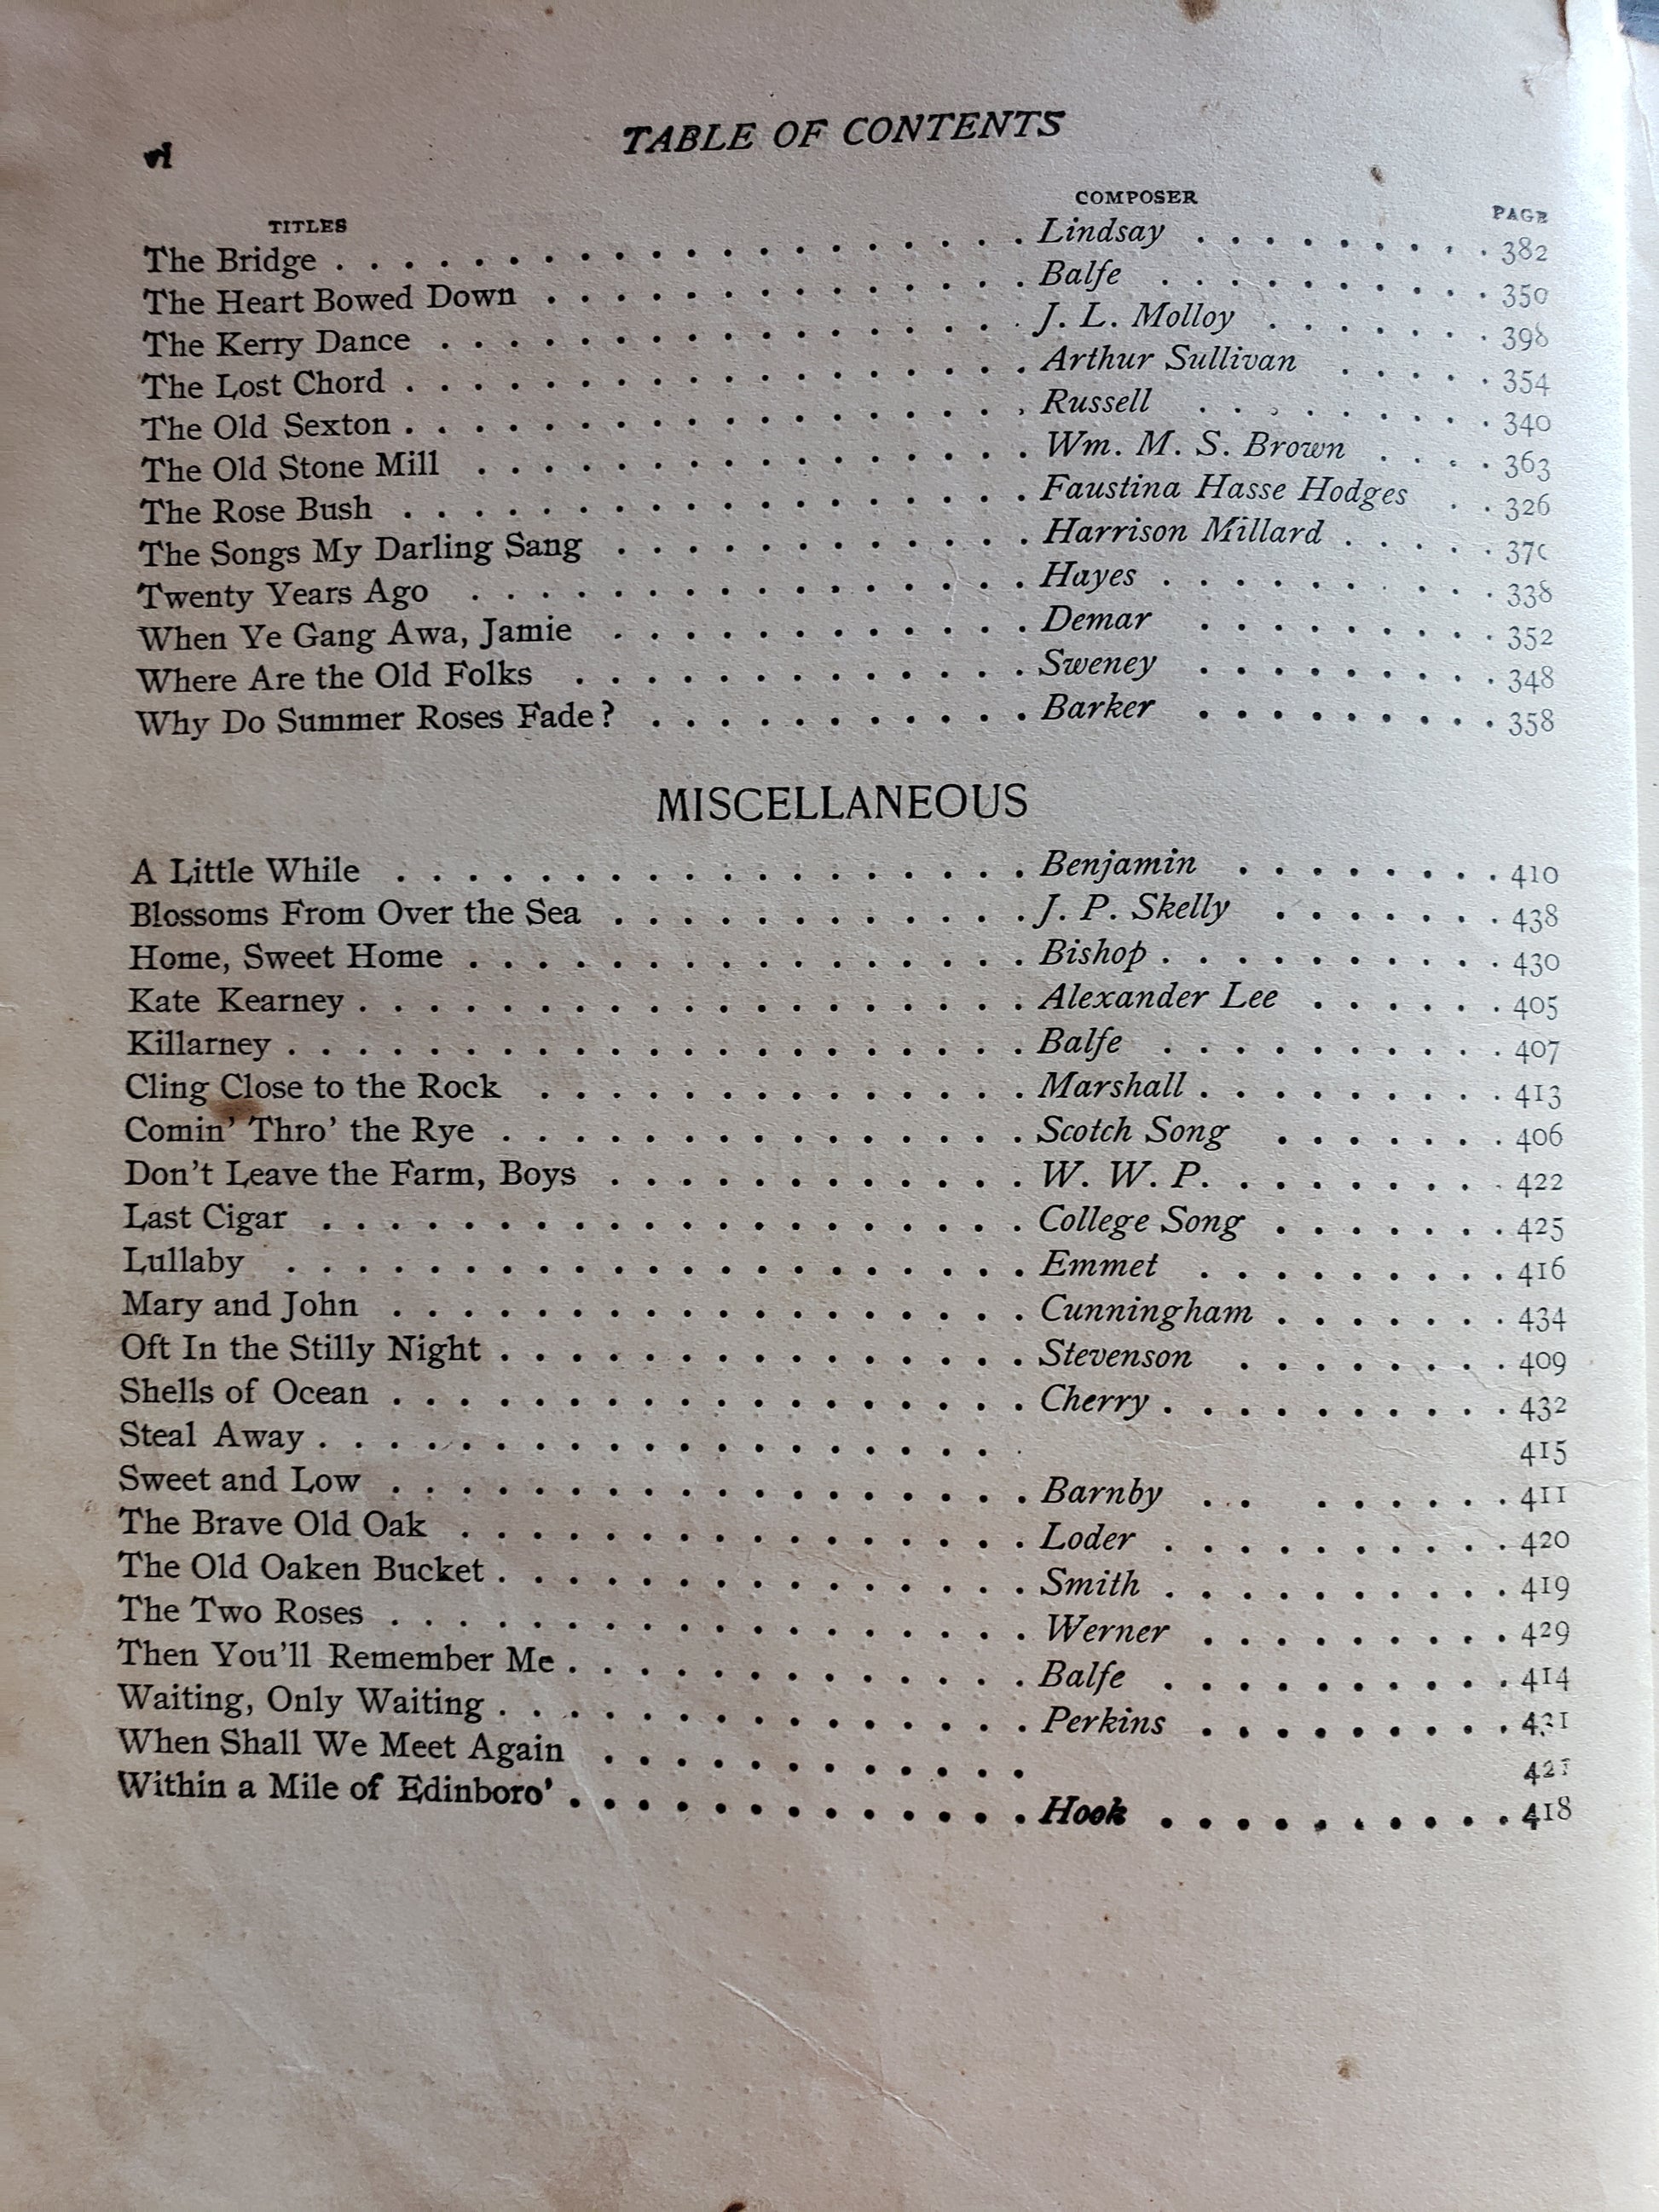 vi
TABLE OF CONTENTS
TITLES COMPOSER PAGE
The Bridge . . . . . . . . . . . . . . . . . . . . Lindsay . . . . . . . . . 382
The Heart Bowed Down . . . . . . . . . . . . . . Balfe . . . . . . . . . . 350
The Kerry Dance . . . . . . . . . . . . . . . . . J. L. Molloy . . . . . . . 398
The Lost Chord . . . . . . . . . . . . . . . . . . Arthur Sullivan . . . . . 354
The Old Sexton . . . . . . . . . . . . . . . . . . Russell . . . . . . . . . 340
The Old Stone Mill . . . . . . . . . . . . . . . . Wm. M. S. Brown . . . . 363
The Rose Bush . . . . . . . . . . . . . . . . . . Faustina Hasse Hodges . . 326
The Songs My Darling Sang . . . . . . . . . . . . Harrison Millard . . . . .
Twenty Years Ago . . . . . . . . . . . . . . . . Hayes . . . . . . . . . . 338
When Ye Gang Awa, Jamie . . . . . . . . . . . . Demar . . . . . . . . . 352
Where Are the Old Folks . . . . . . . . . . . . . Sweney . . . . . . . . . 348
Why Do Summer Roses Fade? . . . . . . . . . . . Barker . . . . . . . . . 358
MISCELLANEOUS
A Little While . . . . . . . . . . . . . . . . . . Benjamin . . . . . . . . 410
Blossoms From Over the Sea . . . . . . . . . . . . J. P. Skelly . . . . . . . 438
Home, Sweet Home . . . . . . . . . . . . . . . . Bishop . . . . . . . . . . 430
Kate Kearney . . . . . . . . . . . . . . . . . . . Alexander Lee . . . . . . 405
Killarney . . . . . . . . . . . . . . . . . . . . . Balfe . . . . . . . . . . 407
Cling Close to the Rock . . . . . . . . . . . . . . Marshall . . . . . . . . . 413
Comin' Thro' the Rye . . . . . . . . . . . . . . . Scotch Song . . . . . . . 406
Don't Leave the Farm, Boys . . . . . . . . . . . . W. W. P. . . . . . . . . 422
Last Cigar . . . . . . . . . . . . . . . . . . . . College Song . . . . . . . 425
Lullaby . . . . . . . . . . . . . . . . . . . . . Emmet . . . . . . . . . 416
Mary and John . . . . . . . . . . . . . . . . . . Cunningham . . . . . . . 434
Oft In the Stilly Night . . . . . . . . . . . . . . . Stevenson . . . . . . . . 409
Shells of Ocean . . . . . . . . . . . . . . . . . . Cherry . . . . . . . . . . 432
Steal Away . . . . . . . . . . . . . . . . . . . . 415
Sweet and Low . . . . . . . . . . . . . . . . . . Barnby . . . . . . . . 411
The Brave Old Oak . . . . . . . . . . . . . . . . Loder . . . . . . . . . . 420
The Old Oaken Bucket . . . . . . . . . . . . . . . Smith . . . . . . . . . . 419
The Two Roses . . . . . . . . . . . . . . . . . . Werner . . . . . . . . . 429
Then You'll Remember Me . . . . . . . . . . . . . Balfe . . . . . . . . . . 414
Waiting, Only Waiting . . . . . . . . . . . . . . . Perkins . . . . . . . . .
When Shall We Meet Again . . . . . . . . . . . .
Within a Mile of Edinboro' . . . . . . . . . . . . . Hook . . . . . . . . . . 418